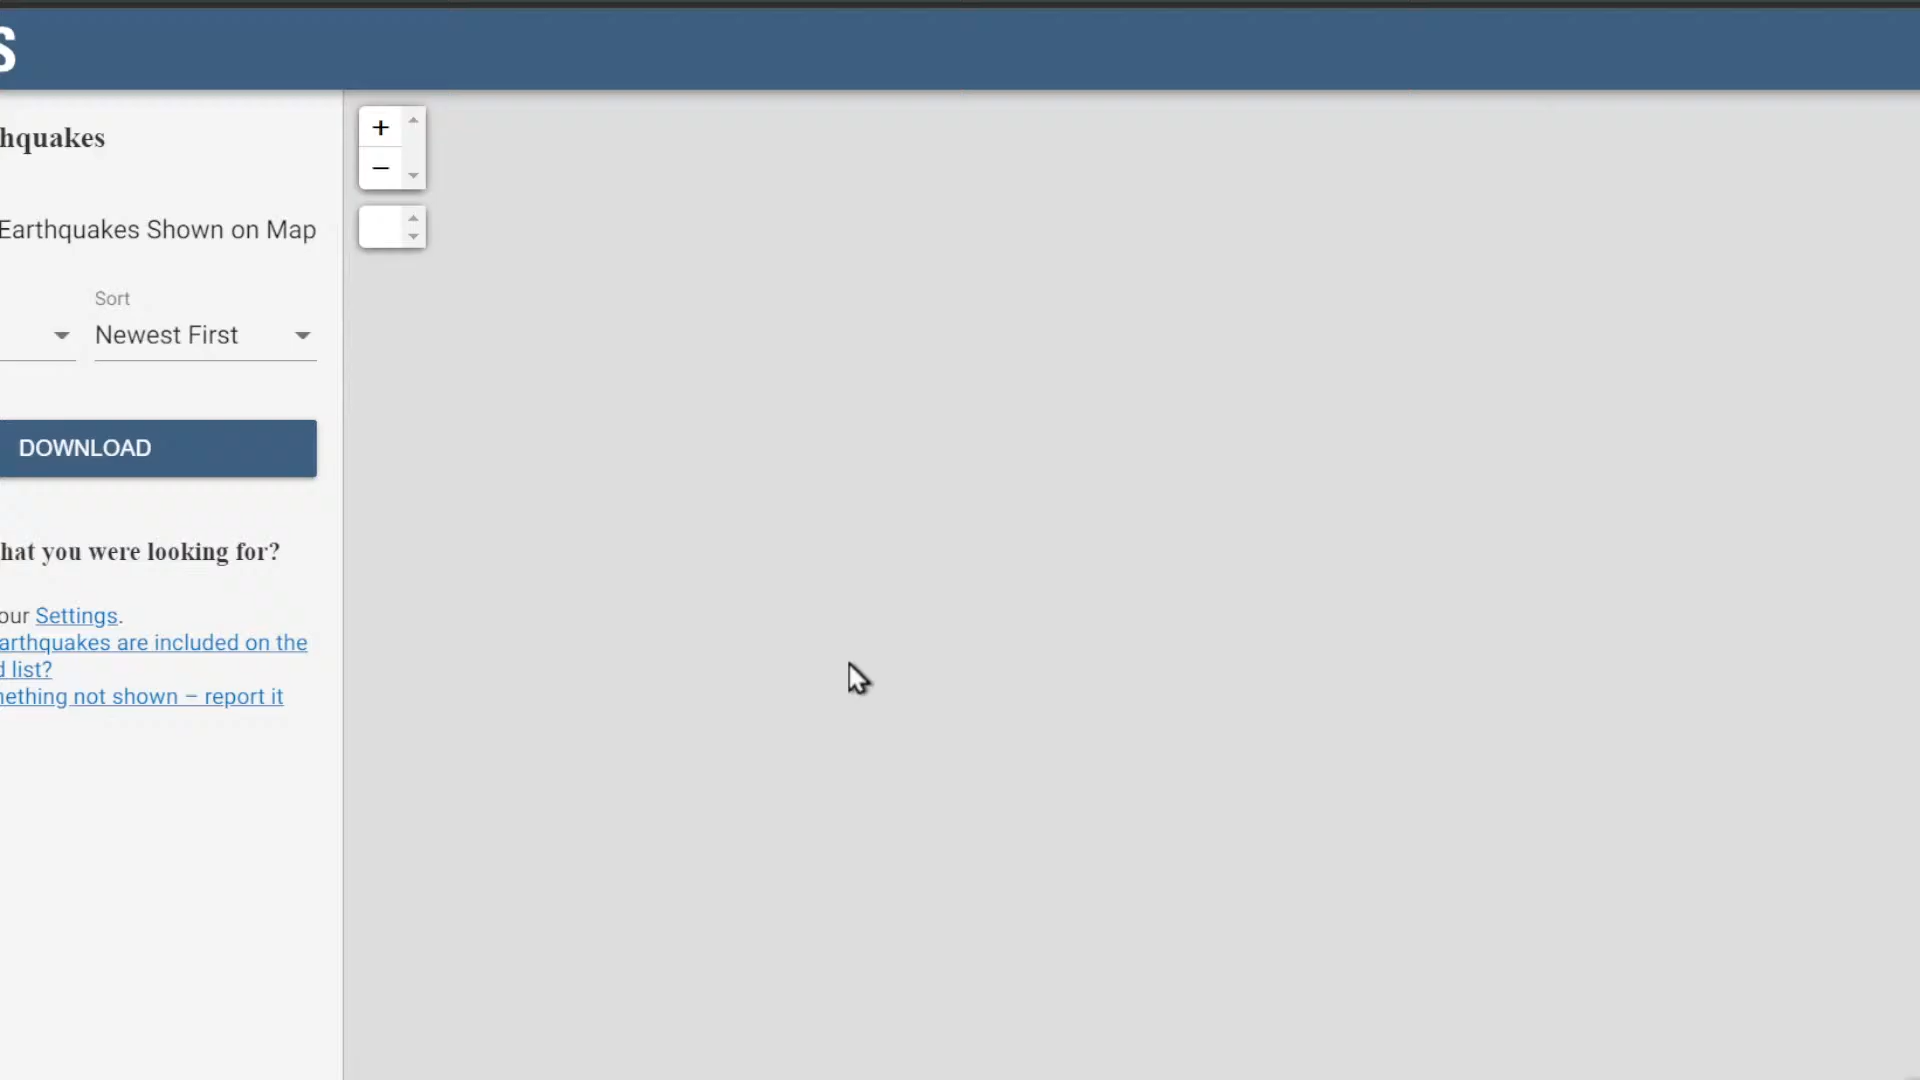 S
hquakes
Earthquakes Shown on Map
Sort
Newest First
DOWNLOAD
hat you were looking for?
our Settings.
arthquakes are included on the
d list?
nething not shown – report it
+
−